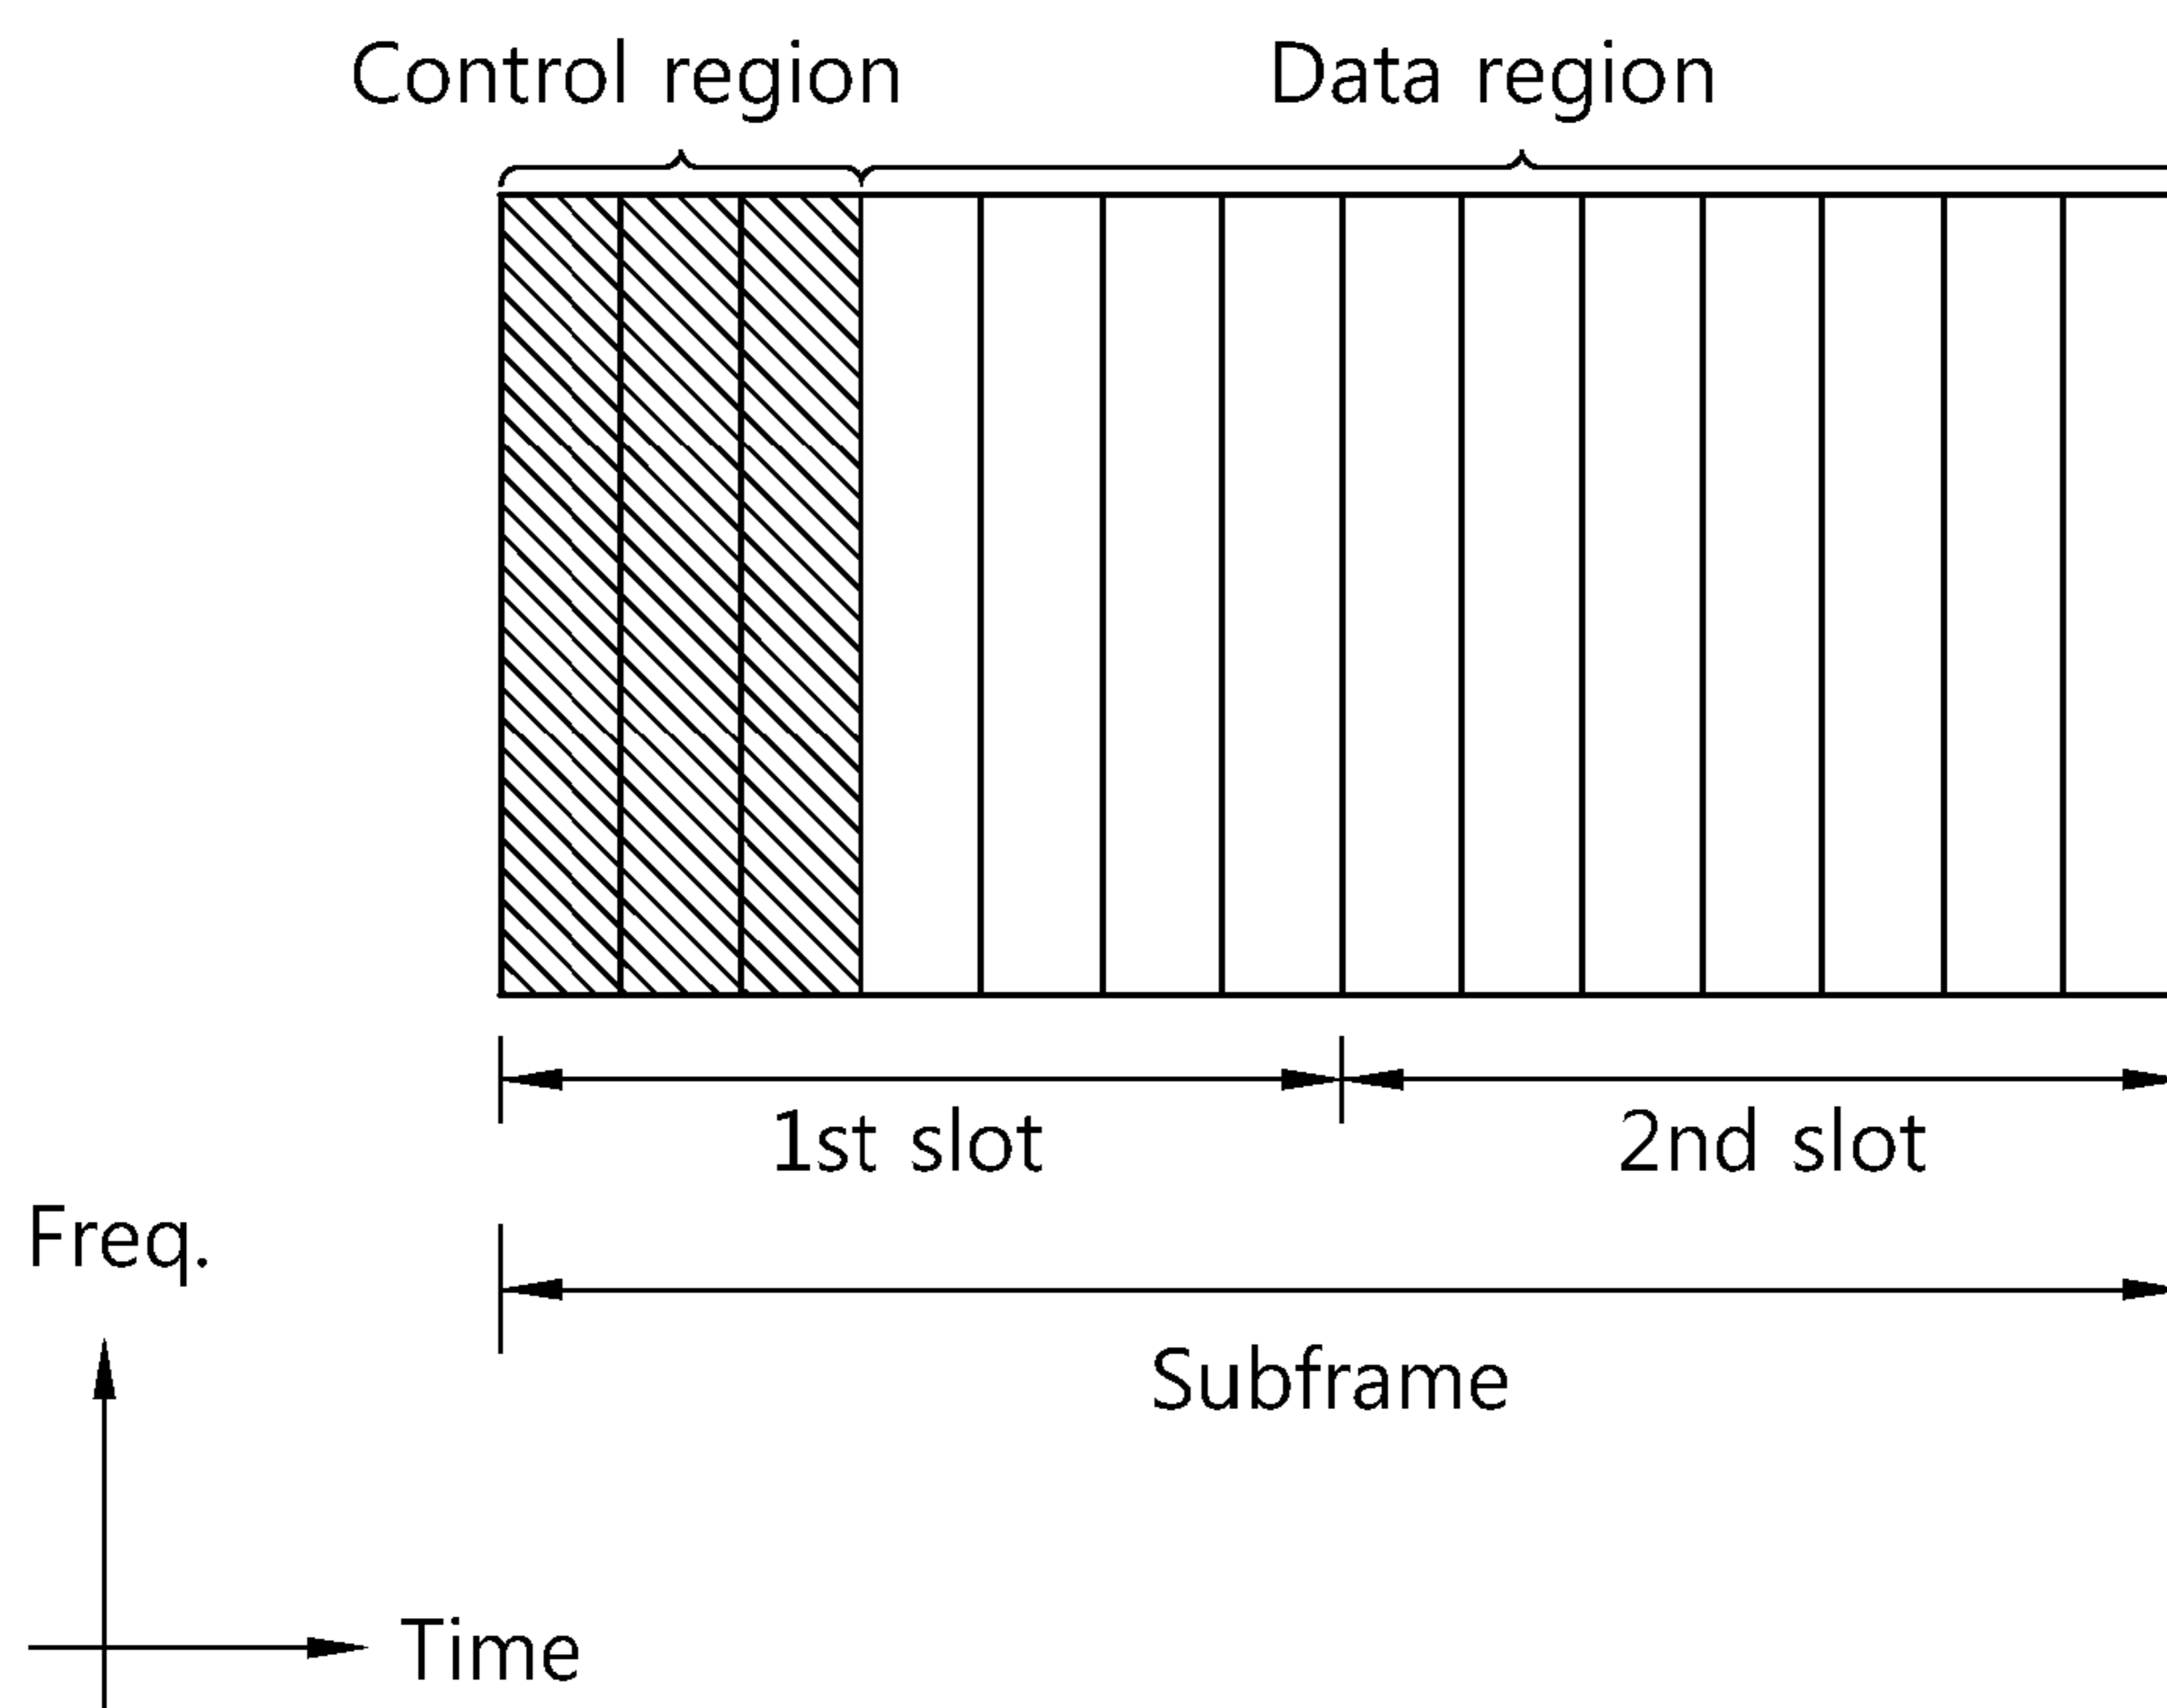 Control region
Data region
1st slot
2nd slot
Freq.
Subframe
Time